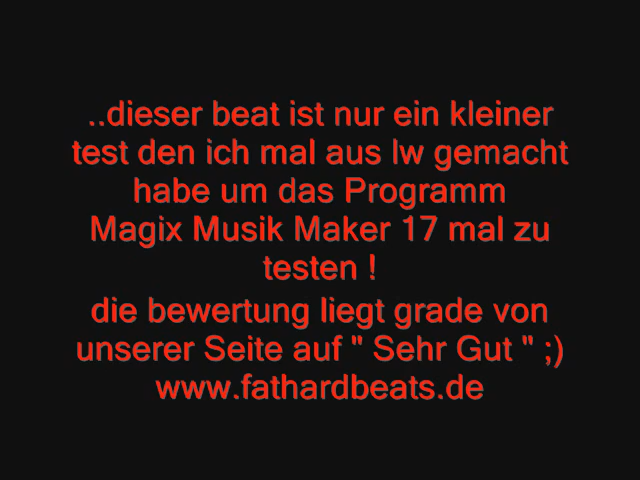 ..dieser beat ist nur ein kleiner
test den ich mal aus lw gemacht
habe um das Programm
Magix Musik Maker 17 mal zu
testen !
die bewertung liegt grade von
unserer Seite auf " Sehr Gut " ;)
www.fathardbeats.de